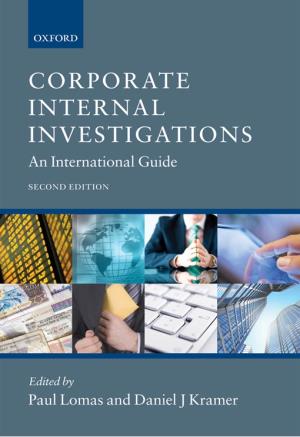 OXFORD
CORPORATE
INTERNAL
INVESTIGATIONS
An International Guide
SECOND EDITION
Edited by
Paul Lomas and Daniel J Kramer